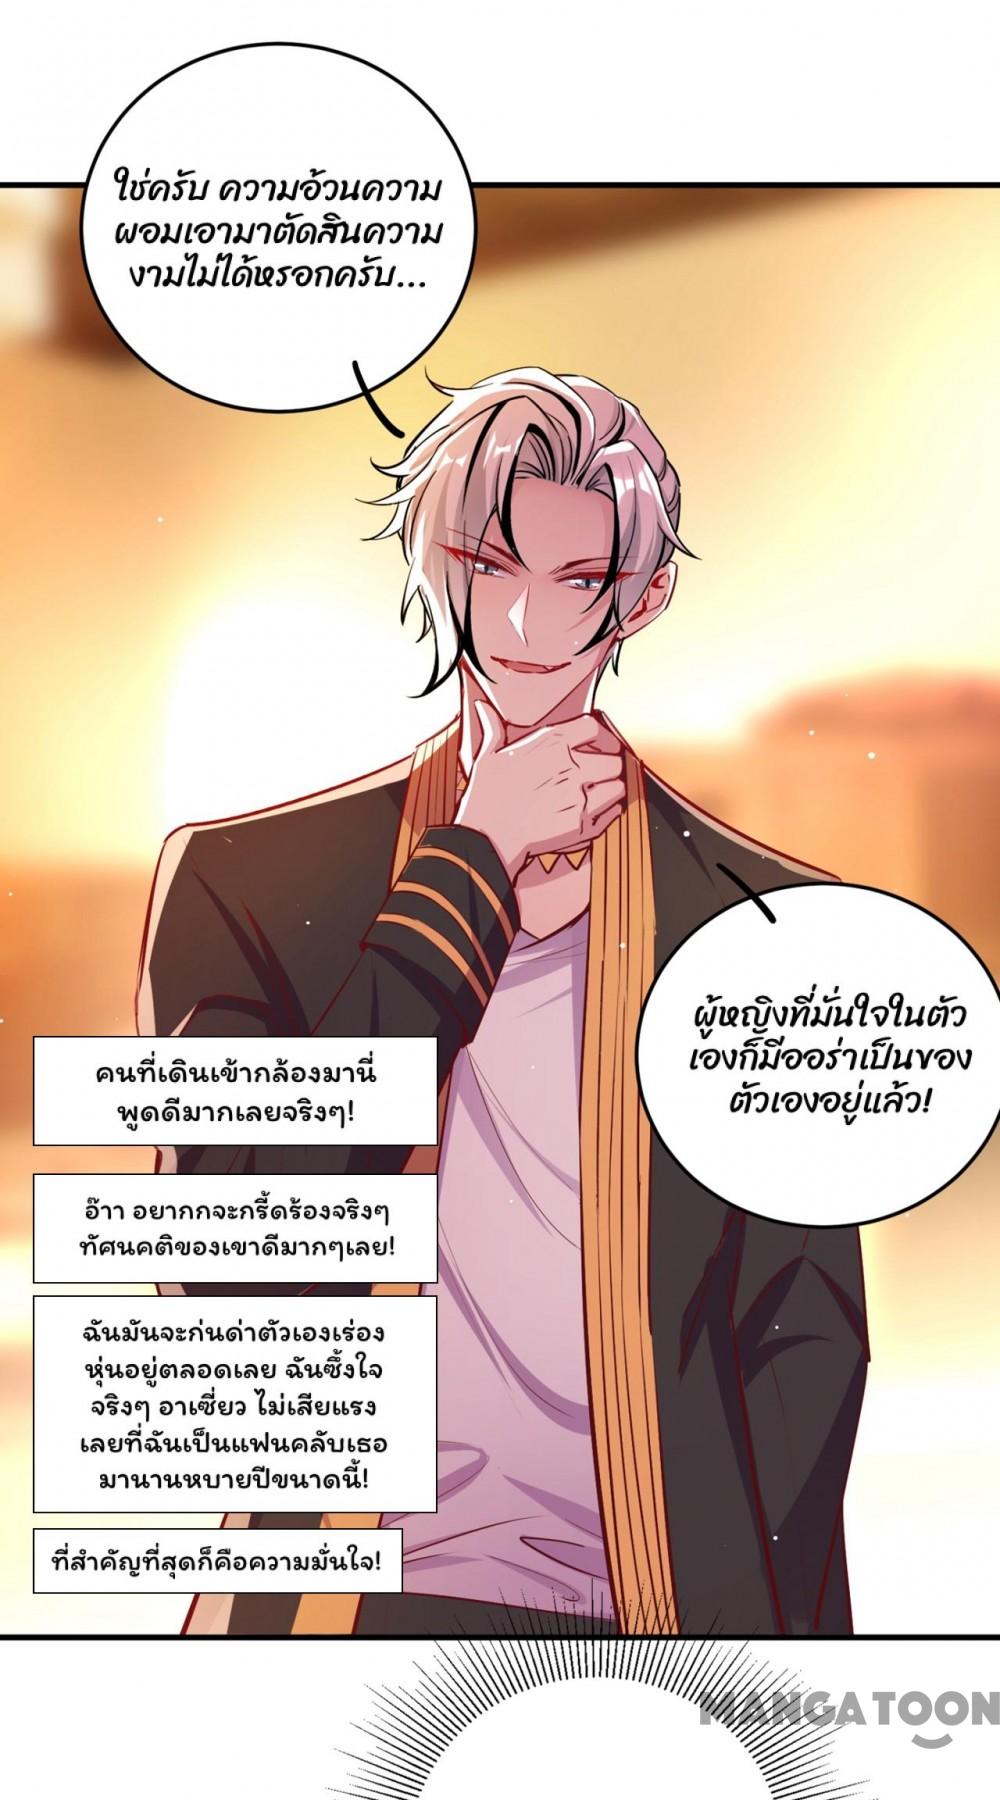 ใช่ครับ ความอ้วนความ
ผอมเอามาตัดสินความ
งามไม่ได้หรอกครับ...
ผู้หญิงที่มั่นใจในตัว
เองก็มีออร่าเป็นของ
ตัวเองอยู่แล้ว!
คนที่เดินเข้ากล้องมานี่
พูดดีมากเลยจริงๆ!
อ๊าา อยากกจะกรี้ดร้องจริงๆ
ทัศนคติของเขาดีมากๆเลย!
ฉันมันจะก่นด่าตัวเองเร่อง
หุ่นอยู่ตลอดเลย ฉันซึ้งใจ
จริงๆ อาเซี่ยว ไม่เสียแรง
เลยที่ฉันเป็นแฟนคลับเธอ
มานานหบายปีขนาดนี้!
ที่สำคัญที่สุดก็คือความมั่นใจ!
MANGATOON